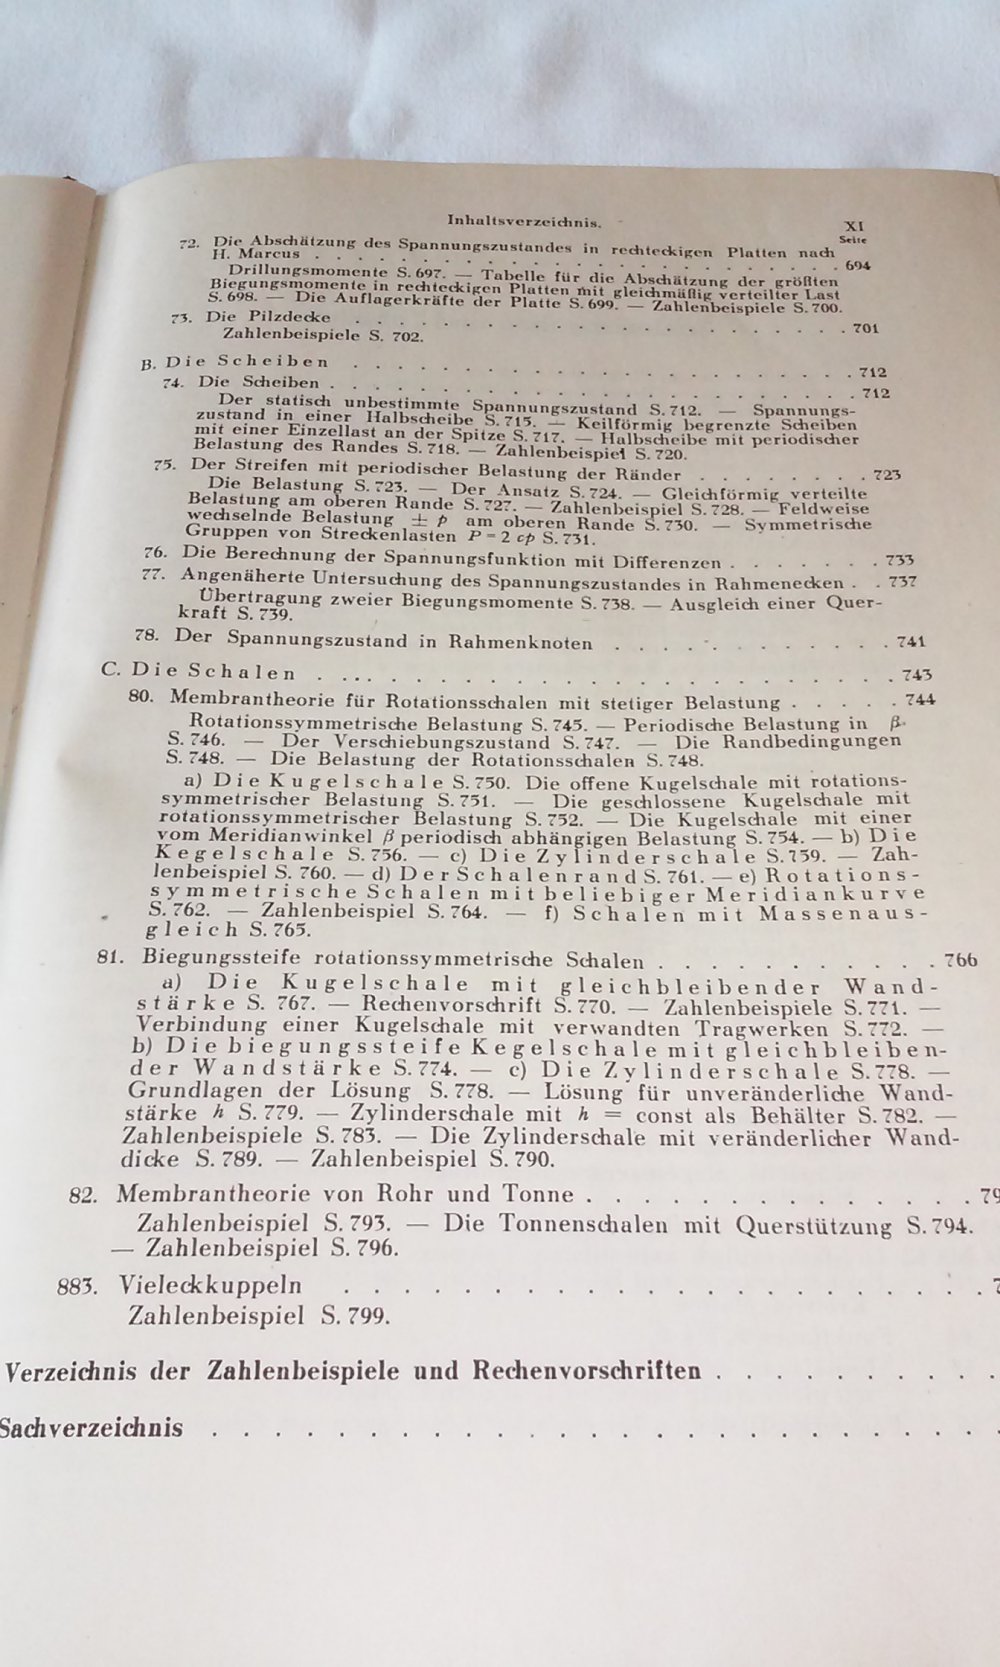 Inhaltsverzeichnis. XI
Seite
72. Die Abschätzung des Spannungszustandes in rechteckigen Platten nach
H. Marcus . . . . . . . . . . . . . . . . . . . . 694
Drillungsmomente S. 697. — Tabelle für die Abschätzung der größten
Biegungsmomente in rechteckigen Platten mit gleichmäßig verteilter Last
S. 698. — Die Auflagerkräfte der Platte S. 699. — Zahlenbeispiele S. 700.
73. Die Pilzdecke . . . . . . . . . . . . . . . . . . . . 701
Zahlenbeispiele S. 702.
B. Die Scheiben . . . . . . . . . . . . . . . . . . . . 712
74. Die Scheiben . . . . . . . . . . . . . . . . . . . . 712
Der statisch unbestimmte Spannungszustand S. 712. — Spannungs-
zustand in einer Halbscheibe S. 715. — Keilförmig begrenzte Scheiben
mit einer Einzellast an der Spitze S. 717. — Halbscheibe mit periodischer
Belastung des Randes S. 718. — Zahlenbeispiel S. 720.
75. Der Streifen mit periodischer Belastung der Ränder . . . . . . . . 723
Die Belastung S. 723. — Der Ansatz S. 724. — Gleichförmig verteilte
Belastung am oberen Rande S. 727. — Zahlenbeispiel S. 728. — Feldweise
wechselnde Belastung ± p am oberen Rande S. 730. — Symmetrische
Gruppen von Streckenlasten P = 2 cp S. 731.
76. Die Berechnung der Spannungsfunktion mit Differenzen . . . . . . . 733
77. Angenäherte Untersuchung des Spannungszustandes in Rahmenecken . . 737
Übertragung zweier Biegungsmomente S. 738. — Ausgleich einer Quer-
kraft S. 739.
78. Der Spannungszustand in Rahmenknoten . . . . . . . . . . . . 741
C. Die Schalen . . . . . . . . . . . . . . . . . . . . 743
80. Membrantheorie für Rotationsschalen mit stetiger Belastung . . . . . 744
Rotationssymmetrische Belastung S. 745. — Periodische Belastung in β
S. 746. — Der Verschiebungszustand S. 747. — Die Randbedingungen
S. 748. — Die Belastung der Rotationsschalen S. 748.
a) Die Kugelschale S. 750. Die offene Kugelschale mit rotations-
symmetrischer Belastung S. 751. — Die geschlossene Kugelschale mit
rotationssymmetrischer Belastung S. 752. — Die Kugelschale mit einer
vom Meridianwinkel β periodisch abhängigen Belastung S. 754. — b) Die
Kegelschale S. 756. — c) Die Zylinderschale S. 759. — Zah-
lenbeispiel S. 760. — d) Der Schalenrand S. 761. — e) Rotations-
symmetrische Schalen mit beliebiger Meridiankurve
S. 762. — Zahlenbeispiel S. 764. — f) Schalen mit Massenaus-
gleich S. 765.
81. Biegungssteife rotationssymmetrische Schalen . . . . . . . . . . . 766
a) Die Kugelschale mit gleichbleibender Wand-
stärke S. 767. — Rechenvorschrift S. 770. — Zahlenbeispiele S. 771. —
Verbindung einer Kugelschale mit verwandten Tragwerken S. 772. —
b) Die biegungssteife Kegelschale mit gleichbleiben-
der Wandstärke S. 774. — c) Die Zylinderschale S. 778. —
Grundlagen der Lösung S. 778. — Lösung für unveränderliche Wand-
stärke h S. 779. — Zylinderschale mit h = const als Behälter S. 782. —
Zahlenbeispiele S. 783. — Die Zylinderschale mit veränderlicher Wand-
dicke S. 789. — Zahlenbeispiel S. 790.
82. Membrantheorie von Rohr und Tonne . . . . . . . . . . . . . . 79
Zahlenbeispiel S. 793. — Die Tonnenschalen mit Querstützung S. 794.
— Zahlenbeispiel S. 796.
883. Vieleckkuppeln . . . . . . . . . . . . . . . . . . . . 7
Zahlenbeispiel S. 799.
Verzeichnis der Zahlenbeispiele und Rechenvorschriften . . . . . . . . . .
Sachverzeichnis . . . . . . . . . . . . . . . . . . . . . . . . .